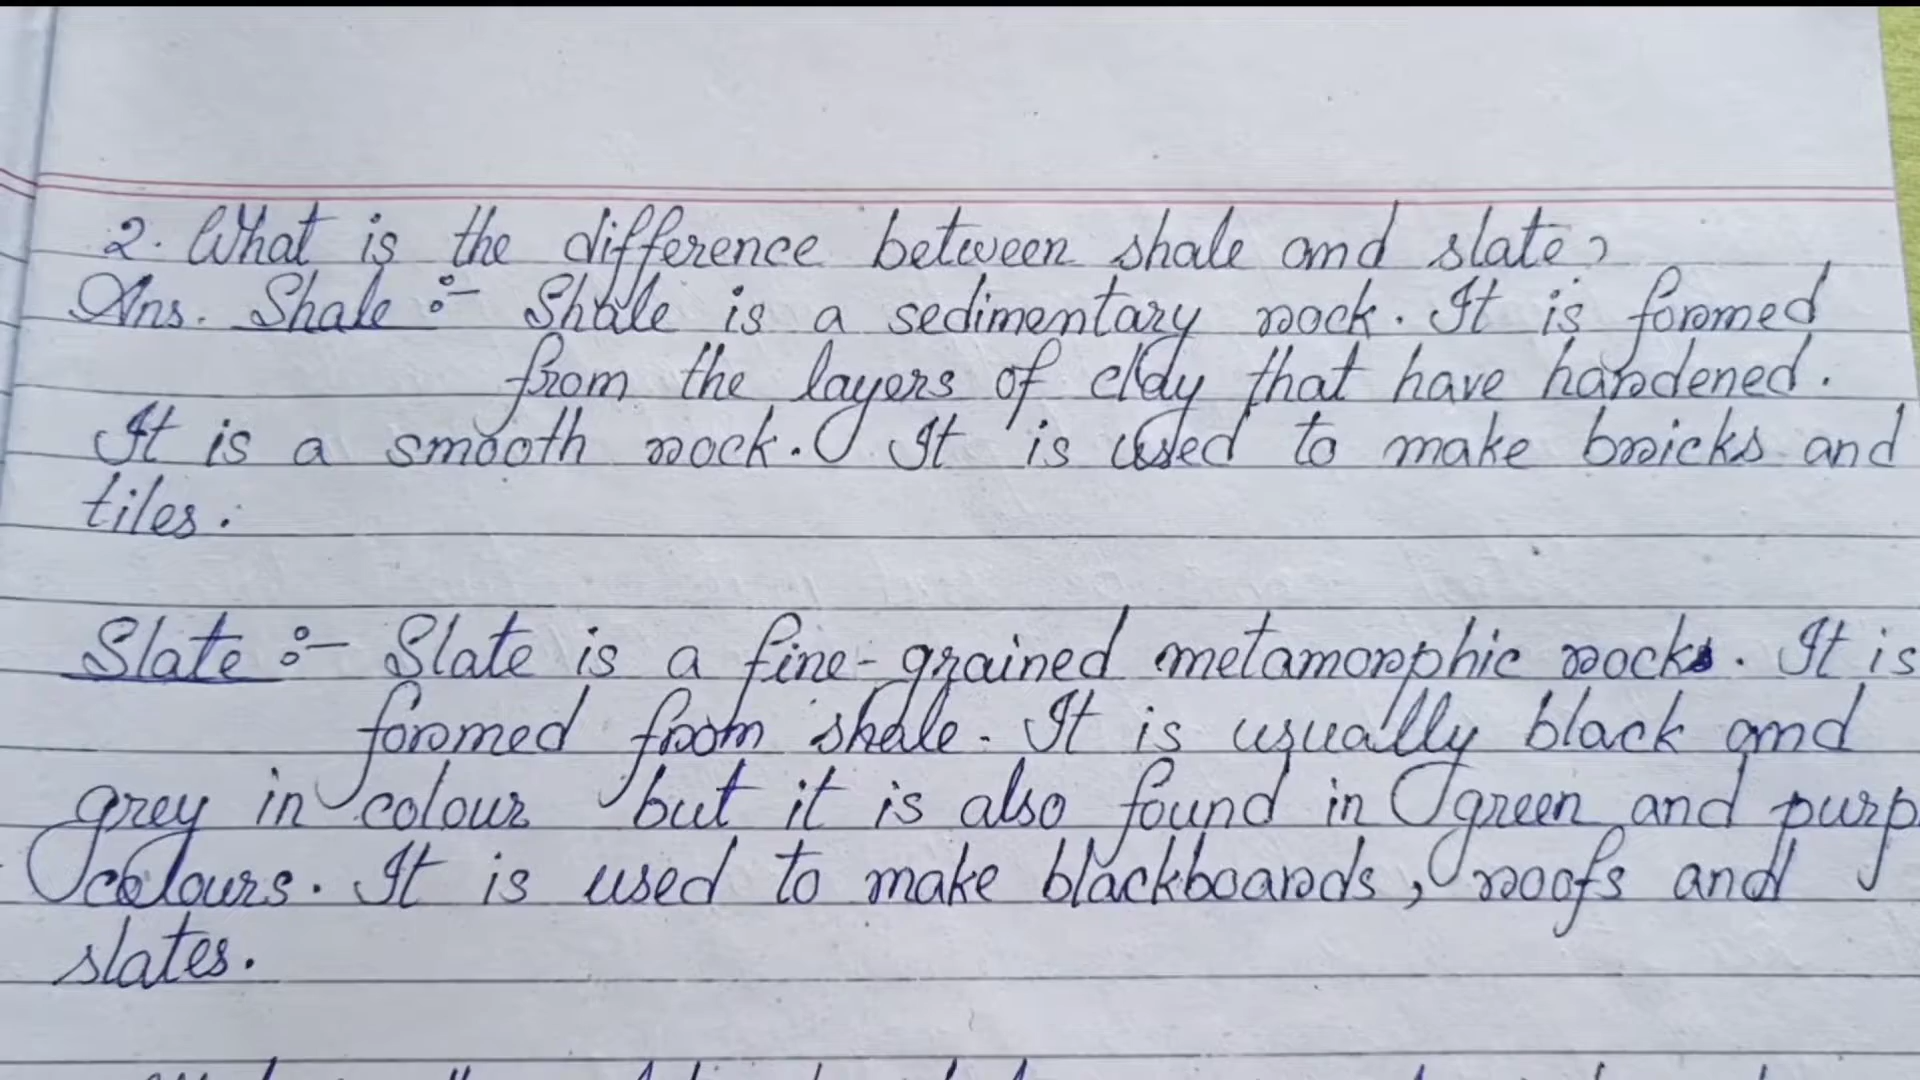 2. What is the difference between shale and slate?
Ans. Shale :- Shale is a sedimentary rock. It is formed
from the layers of clay that have hardened.
It is a smooth rock. It is used to make bricks and
tiles.
Slate :- Slate is a fine-grained metamorphic rocks. It is
formed from shale. It is usually black and
grey in colour but it is also found in green and purp
colours. It is used to make blackboards, roofs and
slates.